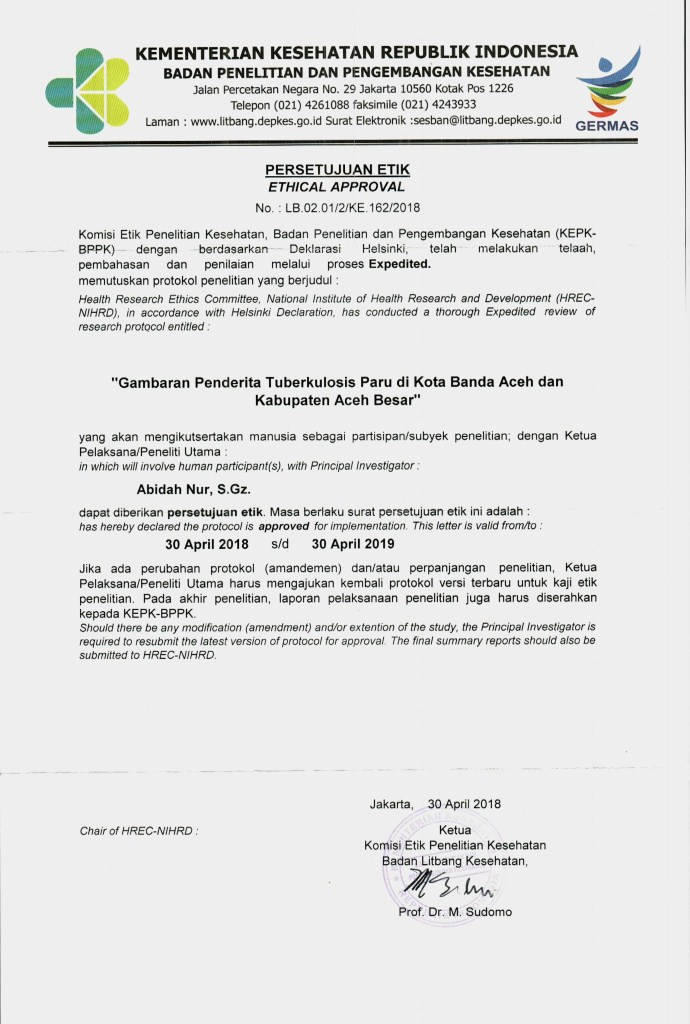 KEMENTERIAN KESEHATAN REPUBLIK INDONESIA
BADAN PENELITIAN DAN PENGEMBANGAN KESEHATAN
Jalan Percetakan Negara No. 29 Jakarta 10560 Kotak Pos 1226
Telepon (021) 4261088 faksimile (021) 4243933
Laman : www.litbang.depkes.go.id Surat Elektronik :sesban@litbang.depkes.go.id
GERMAS
PERSETUJUAN ETIK
ETHICAL APPROVAL
No. : LB.02.01/2/KE.162/2018
Komisi Etik Penelitian Kesehatan, Badan Penelitian dan Pengembangan Kesehatan (KEPK-
BPPK) dengan berdasarkan Deklarasi Helsinki, telah melakukan telaah,
pembahasan dan penilaian melalui proses Expedited.
memutuskan protokol penelitian yang berjudul :
Health Research Ethics Committee, National Institute of Health Research and Development (HREC-
NIHRD), in accordance with Helsinki Declaration, has conducted a thorough Expedited review of
research protocol entitled :
"Gambaran Penderita Tuberkulosis Paru di Kota Banda Aceh dan
Kabupaten Aceh Besar"
yang akan mengikutsertakan manusia sebagai partisipan/subyek penelitian; dengan Ketua
Pelaksana/Peneliti Utama :
in which will involve human participant(s), with Principal Investigator :
Abidah Nur, S.Gz.
dapat diberikan persetujuan etik. Masa berlaku surat persetujuan etik ini adalah :
has hereby declared the protocol is approved for implementation. This letter is valid from/to :
30 April 2018 s/d 30 April 2019
Jika ada perubahan protokol (amandemen) dan/atau perpanjangan penelitian, Ketua
Pelaksana/Peneliti Utama harus mengajukan kembali protokol versi terbaru untuk kaji etik
penelitian. Pada akhir penelitian, laporan pelaksanaan penelitian juga harus diserahkan
kepada KEPK-BPPK.
Should there be any modification (amendment) and/or extention of the study, the Principal Investigator is
required to resubmit the latest version of protocol for approval. The final summary reports should also be
submitted to HREC-NIHRD.
Jakarta, 30 April 2018
Chair of HREC-NIHRD :
Ketua
Komisi Etik Penelitian Kesehatan
Badan Litbang Kesehatan,
Prof. Dr. M. Sudomo